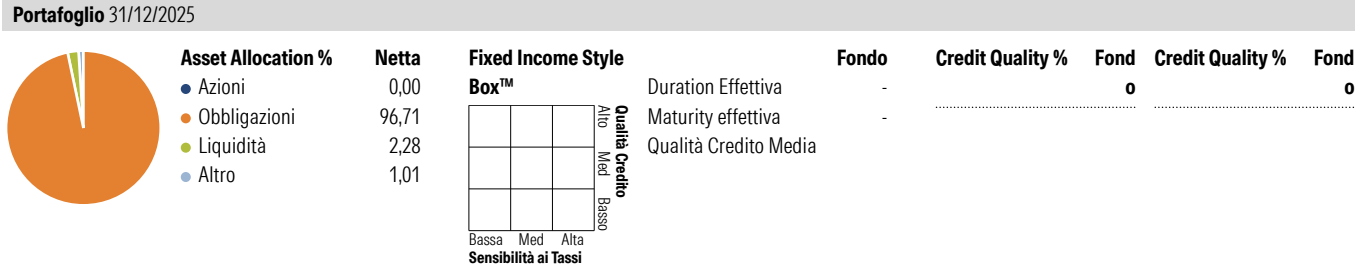 Portafoglio 31/12/2025
Asset Allocation % Netta
Azioni 0,00
Obbligazioni 96,71
Liquidità 2,28
Altro 1,01
Fixed Income Style
Box™
Alto Med Basso
Qualità Credito
Bassa Med Alta
Sensibilità ai Tassi
Fondo
Duration Effettiva -
Maturity effettiva -
Qualità Credito Media
Credit Quality % Fond
o
Credit Quality % Fond
o